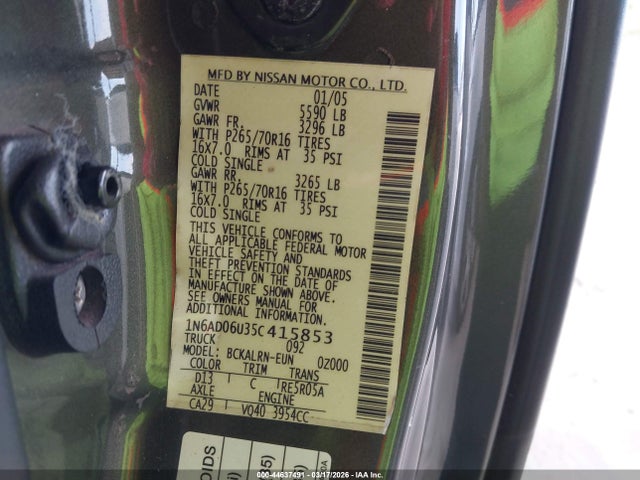 MFD BY NISSAN MOTOR CO., LTD.
DATE 01/05
GVWR 5590 LB
GAWR FR. 3296 LB
WITH P265/70R16 TIRES
16X7.0 RIMS AT 35 PSI
COLD SINGLE
GAWR RR. 3265 LB
WITH P265/70R16 TIRES
16X7.0 RIMS AT 35 PSI
COLD SINGLE
THIS VEHICLE CONFORMS TO
ALL APPLICABLE FEDERAL MOTOR
VEHICLE SAFETY AND
THEFT PREVENTION STANDARDS
IN EFFECT ON THE DATE OF
MANUFACTURE SHOWN ABOVE.
SEE OWNERS MANUAL FOR
ADDITIONAL INFORMATION
1N6AD06U35C415853
TRUCK 092
MODEL: BCKALRN-EUN 0Z000
COLOR TRIM TRANS
D13 C RE5R05A
AXLE ENGINE
CA29 VQ40 3954CC
OIDS
000-44637491 - 03/17/2026 - IAA Inc.